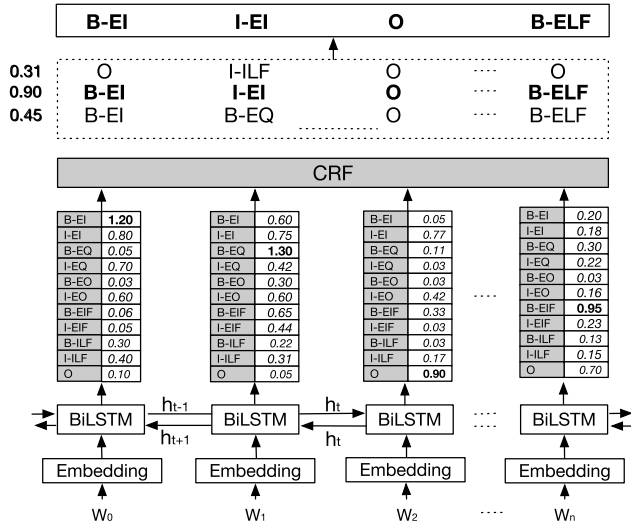 B-EI I-EI O B-ELF
0.31 O I-ILF O ..... O
0.90 B-EI I-EI O ..... B-ELF
0.45 B-EI B-EQ O ..... B-ELF
................
CRF
B-EI 1.20 B-EI 0.60 B-EI 0.05 B-EI 0.20
I-EI 0.80 I-EI 0.75 I-EI 0.77 I-EI 0.18
B-EQ 0.05 B-EQ 1.30 B-EQ 0.11 B-EQ 0.30
I-EQ 0.70 I-EQ 0.42 I-EQ 0.03 I-EQ 0.22
B-EO 0.03 B-EO 0.30 B-EO 0.03 B-EO 0.03
I-EO 0.60 I-EO 0.60 I-EO 0.42 ..... I-EO 0.16
B-EIF 0.06 B-EIF 0.65 B-EIF 0.33 B-EIF 0.95
I-EIF 0.05 I-EIF 0.44 I-EIF 0.03 I-EIF 0.23
B-ILF 0.30 B-ILF 0.22 B-ILF 0.03 B-ILF 0.13
I-ILF 0.40 I-ILF 0.31 I-ILF 0.17 I-ILF 0.15
O 0.10 O 0.05 O 0.90 O 0.70
ht-1 ht
BiLSTM BiLSTM BiLSTM ..... BiLSTM
ht+1 ht
Embedding Embedding Embedding ..... Embedding
W0 W1 W2 ..... Wn